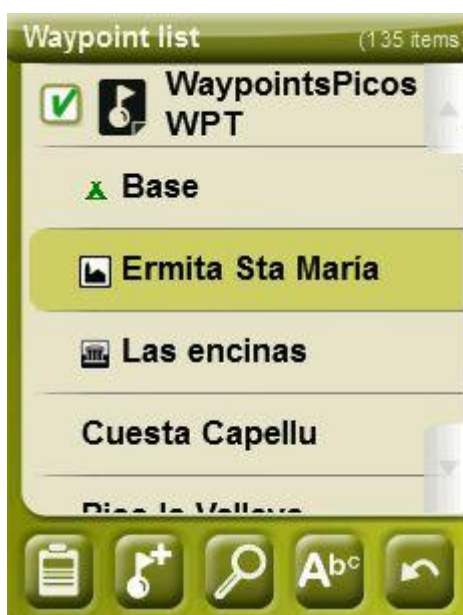 Waypoint list (135 items)
WaypointsPicos
WPT
Base
Ermita Sta María
Las encinas
Cuesta Capellu
Abc